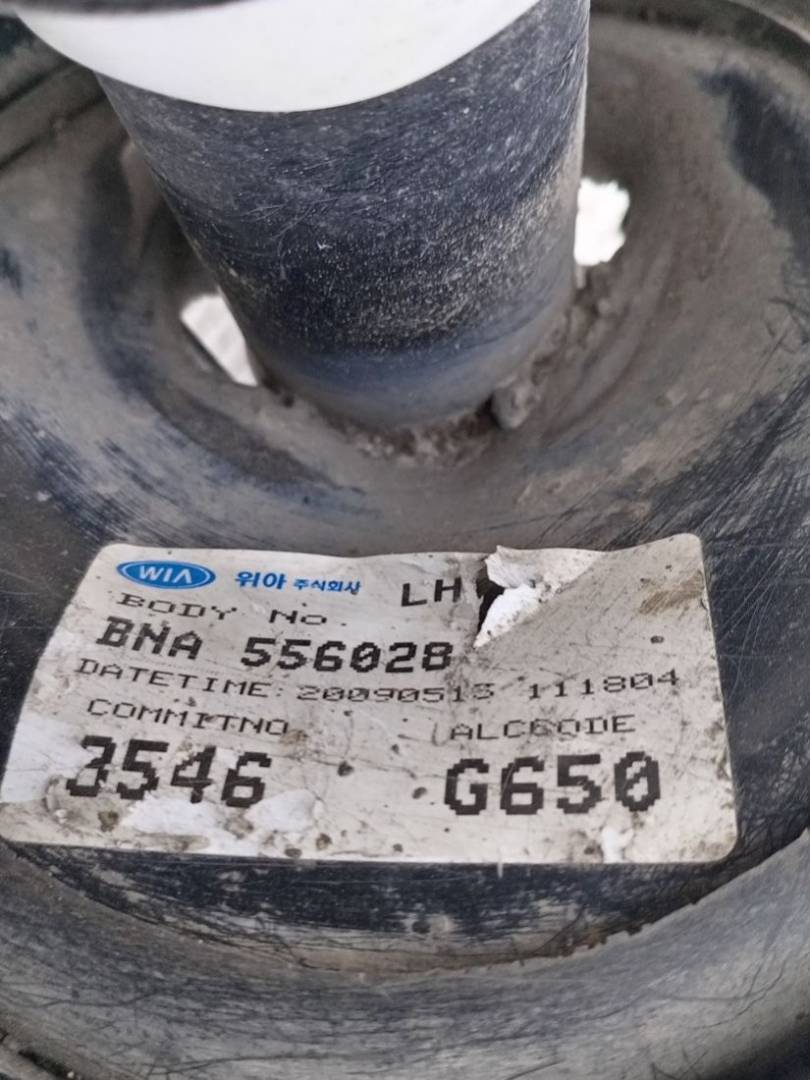 WIA 위아 주식회사 LH
BODY No.
BNA 556028
DATETIME: 20090513 111804
COMMITNO ALCCODE
3546 G650